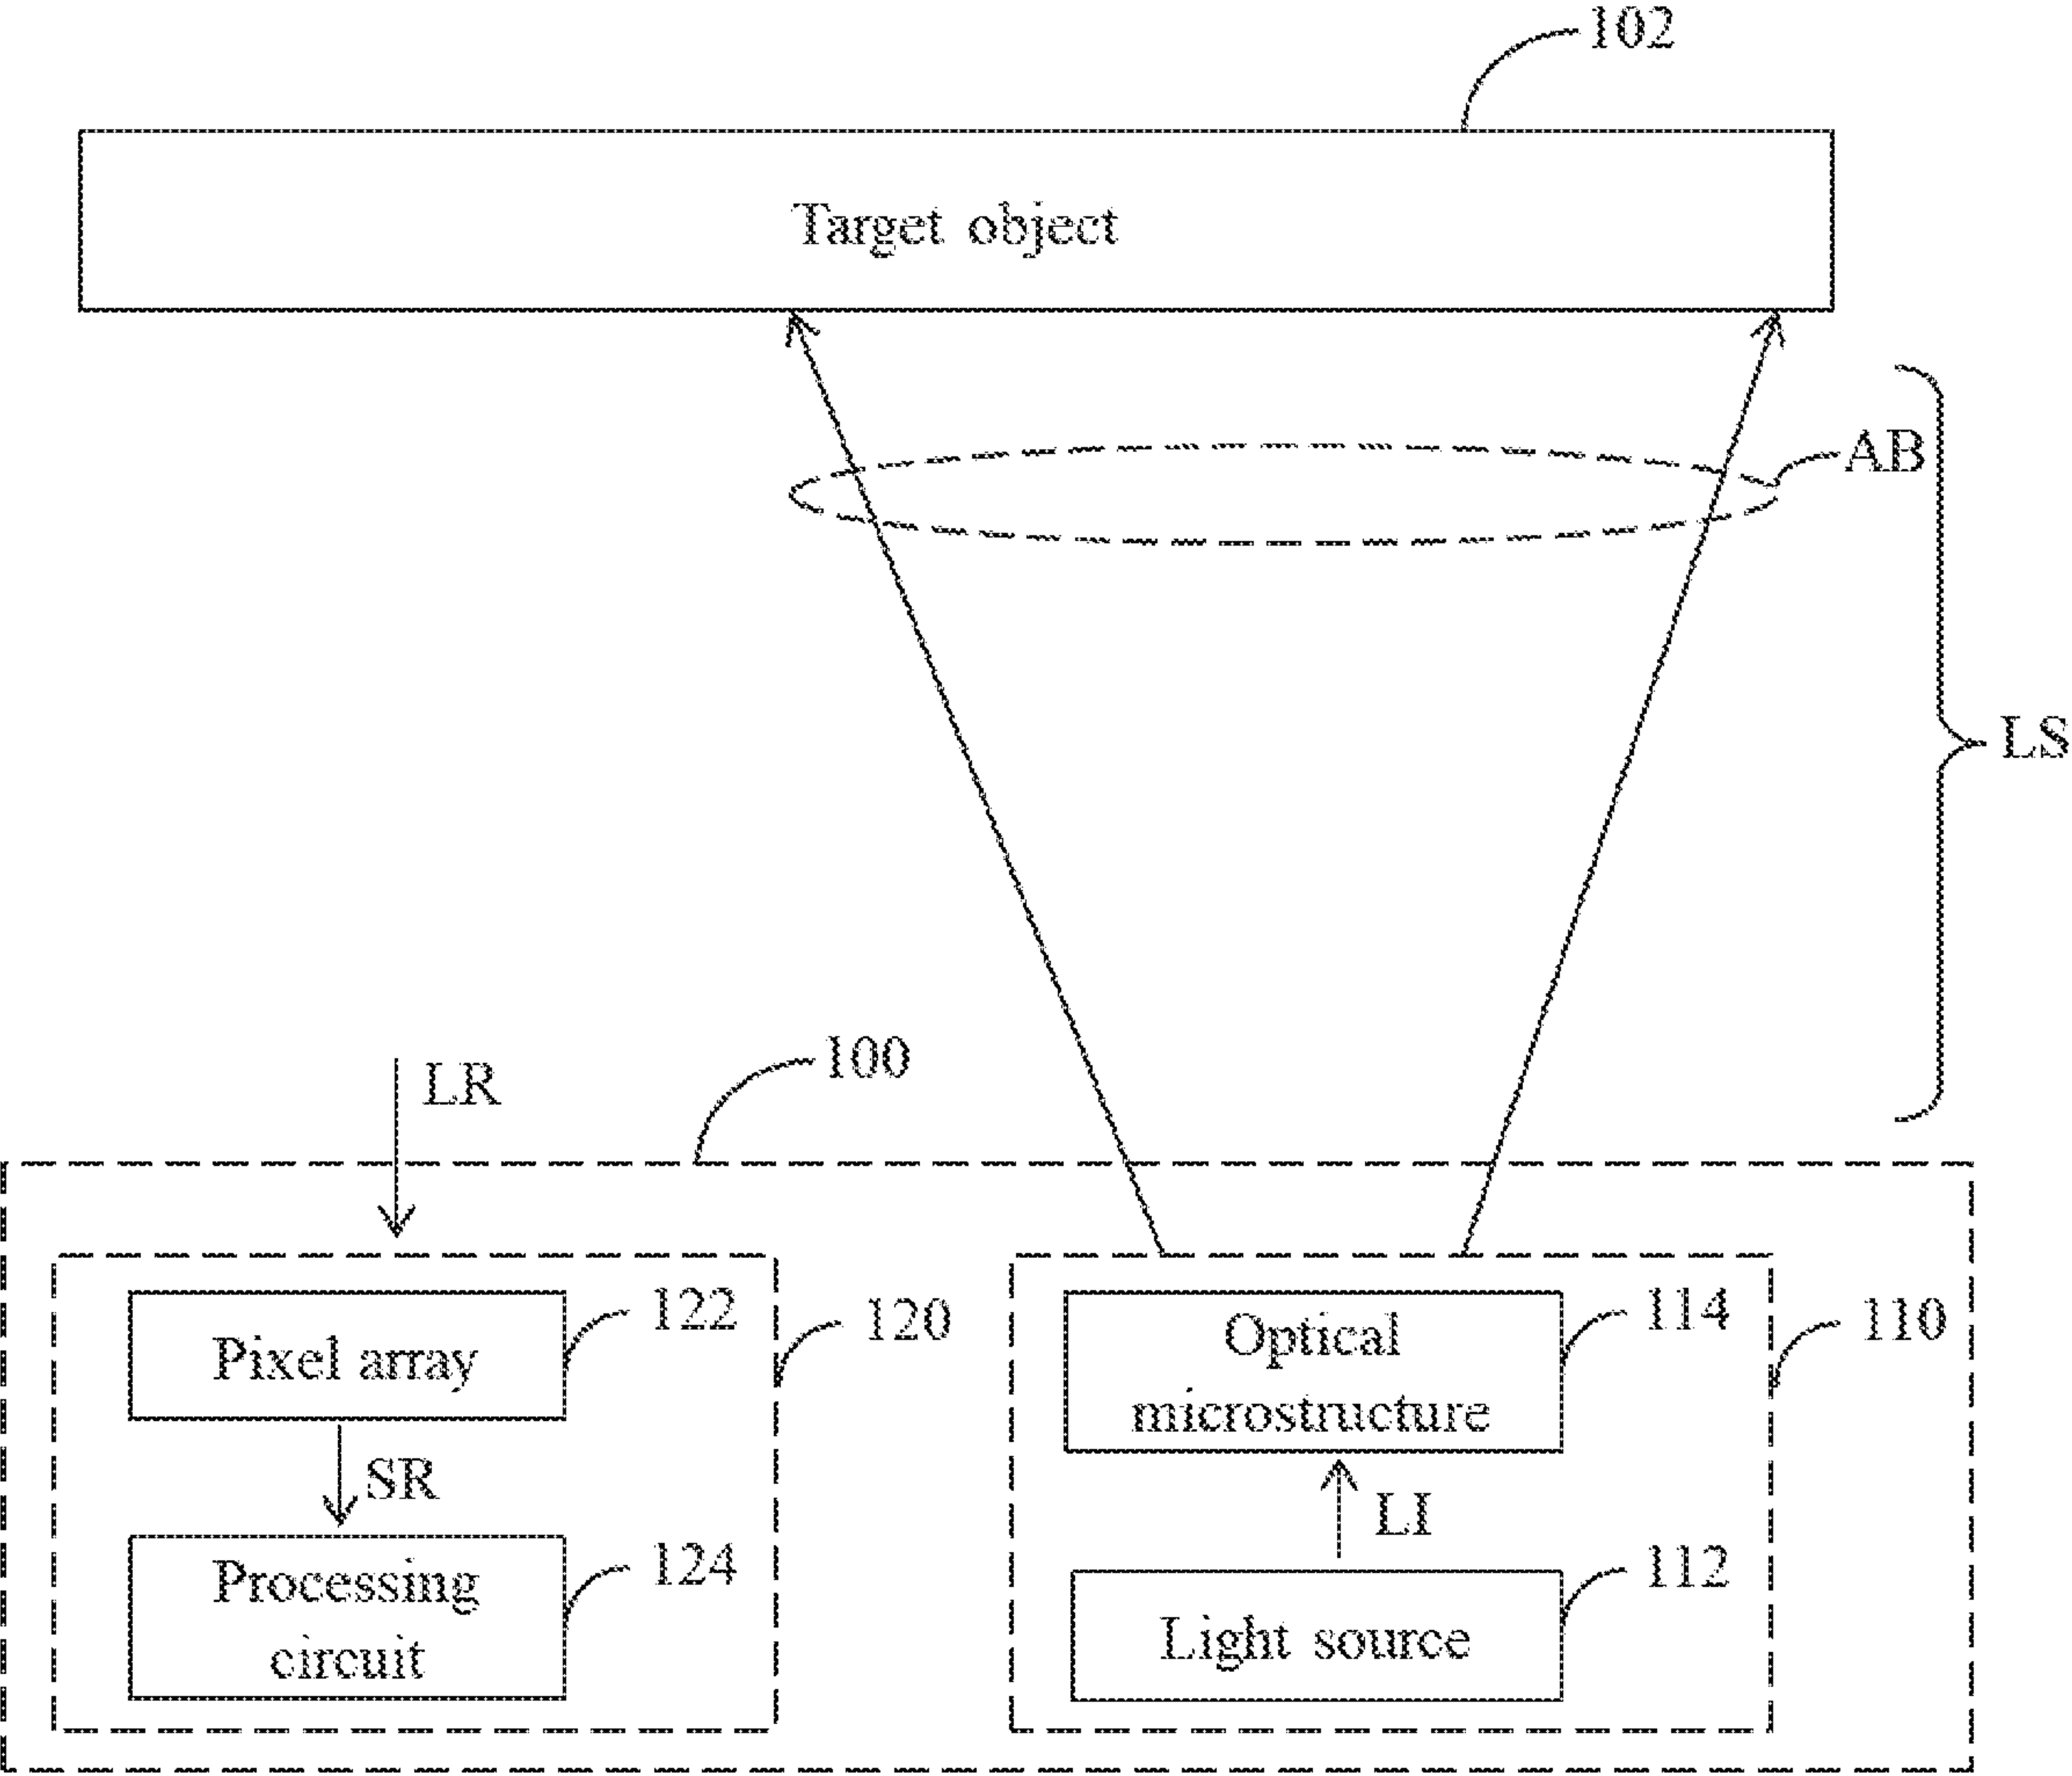 102
Target object
AB
LS
100
LR
122
Pixel array
120
SR
124
Processing
circuit
114
Optical
microstructure
110
LI
112
Light source